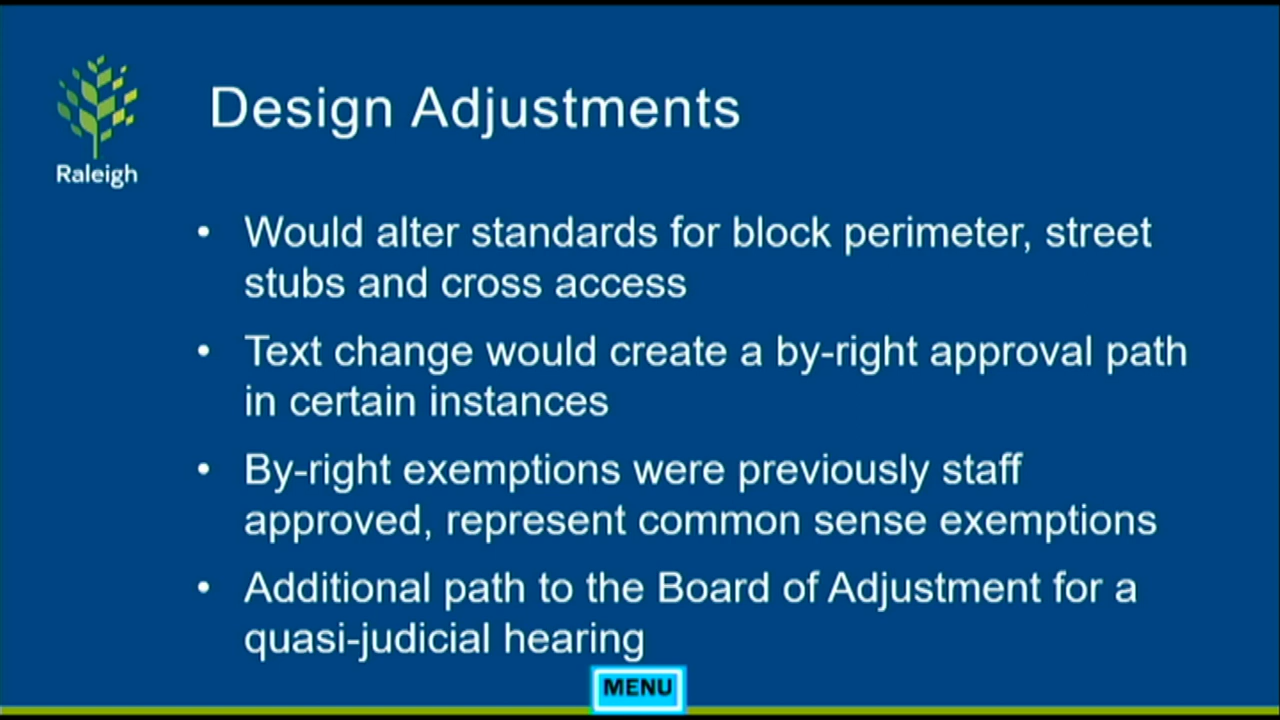 Design Adjustments
Raleigh
• Would alter standards for block perimeter, street
stubs and cross access
• Text change would create a by-right approval path
in certain instances
• By-right exemptions were previously staff
approved, represent common sense exemptions
• Additional path to the Board of Adjustment for a
quasi-judicial hearing
MENU